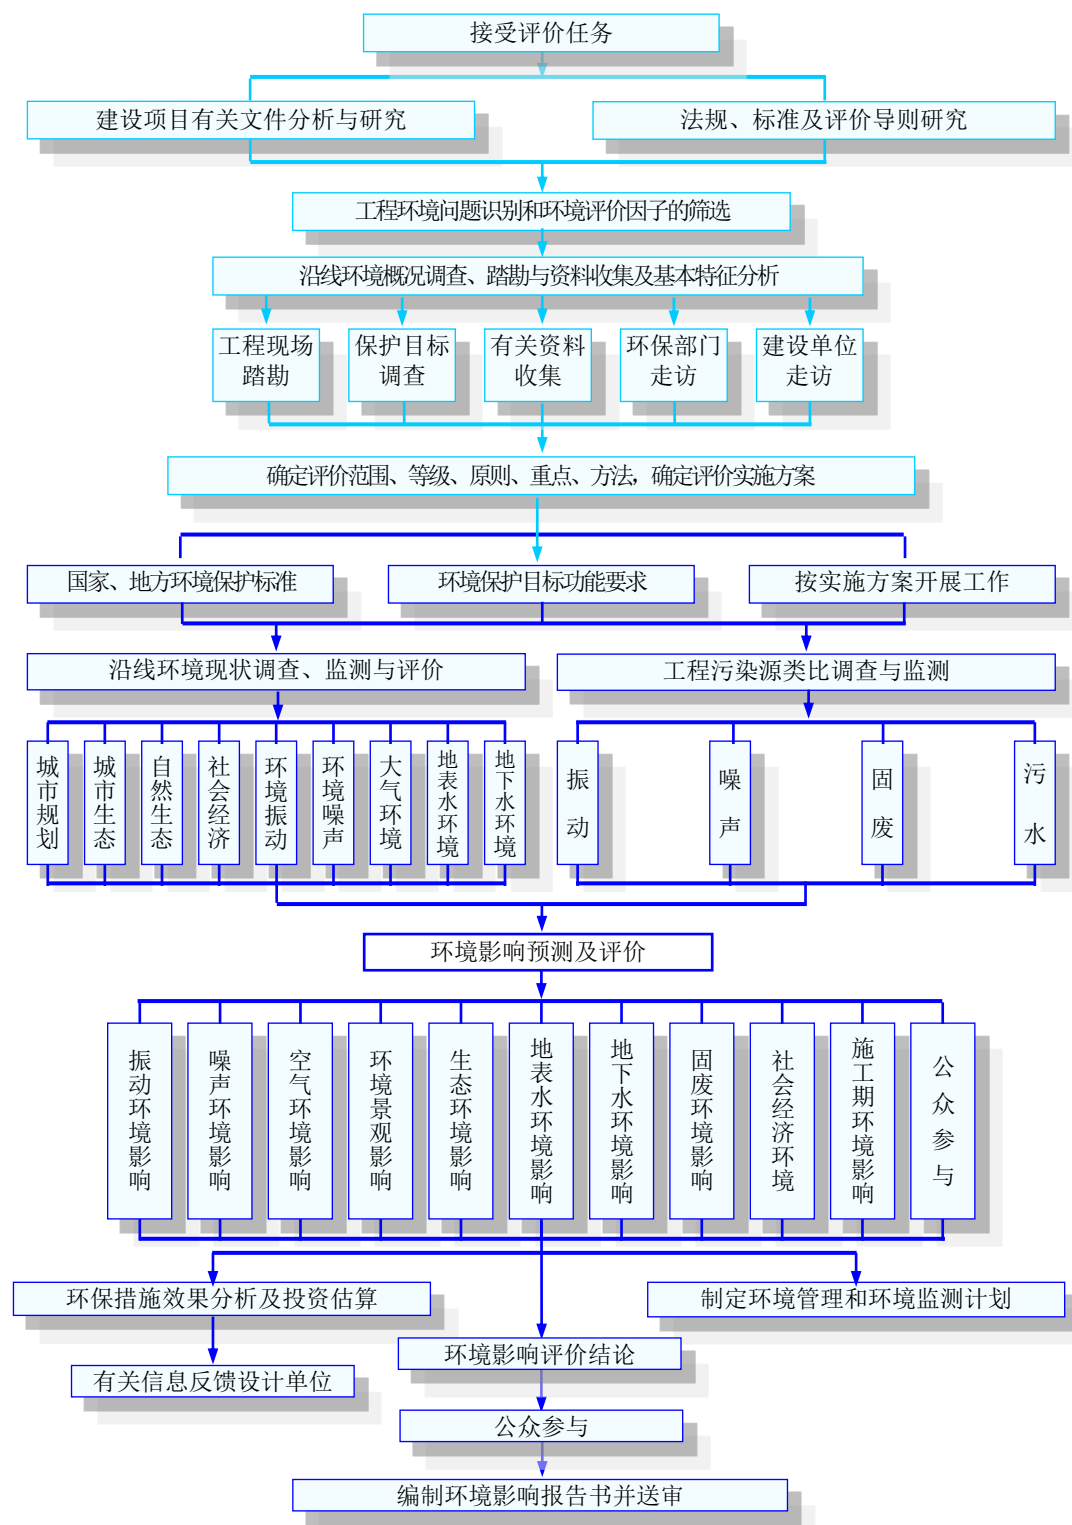 接受评价任务
建设项目有关文件分析与研究
法规、标准及评价导则研究
工程环境问题识别和环境评价因子的筛选
沿线环境概况调查、踏勘与资料收集及基本特征分析
工程现场
踏勘
保护目标
调查
有关资料
收集
环保部门
走访
建设单位
走访
确定评价范围、等级、原则、重点、方法，确定评价实施方案
国家、地方环境保护标准
环境保护目标功能要求
按实施方案开展工作
沿线环境现状调查、监测与评价
工程污染源类比调查与监测
城市规划
城市生态
自然生态
社会经济
环境振动
环境噪声
大气环境
地表水环境
地下水环境
振动
噪声
固废
污水
环境影响预测及评价
振动环境影响
噪声环境影响
空气环境影响
环境景观影响
生态环境影响
地表水环境影响
地下水环境影响
固废环境影响
社会经济环境
施工期环境影响
公众参与
环保措施效果分析及投资估算
制定环境管理和环境监测计划
环境影响评价结论
有关信息反馈设计单位
公众参与
编制环境影响报告书并送审